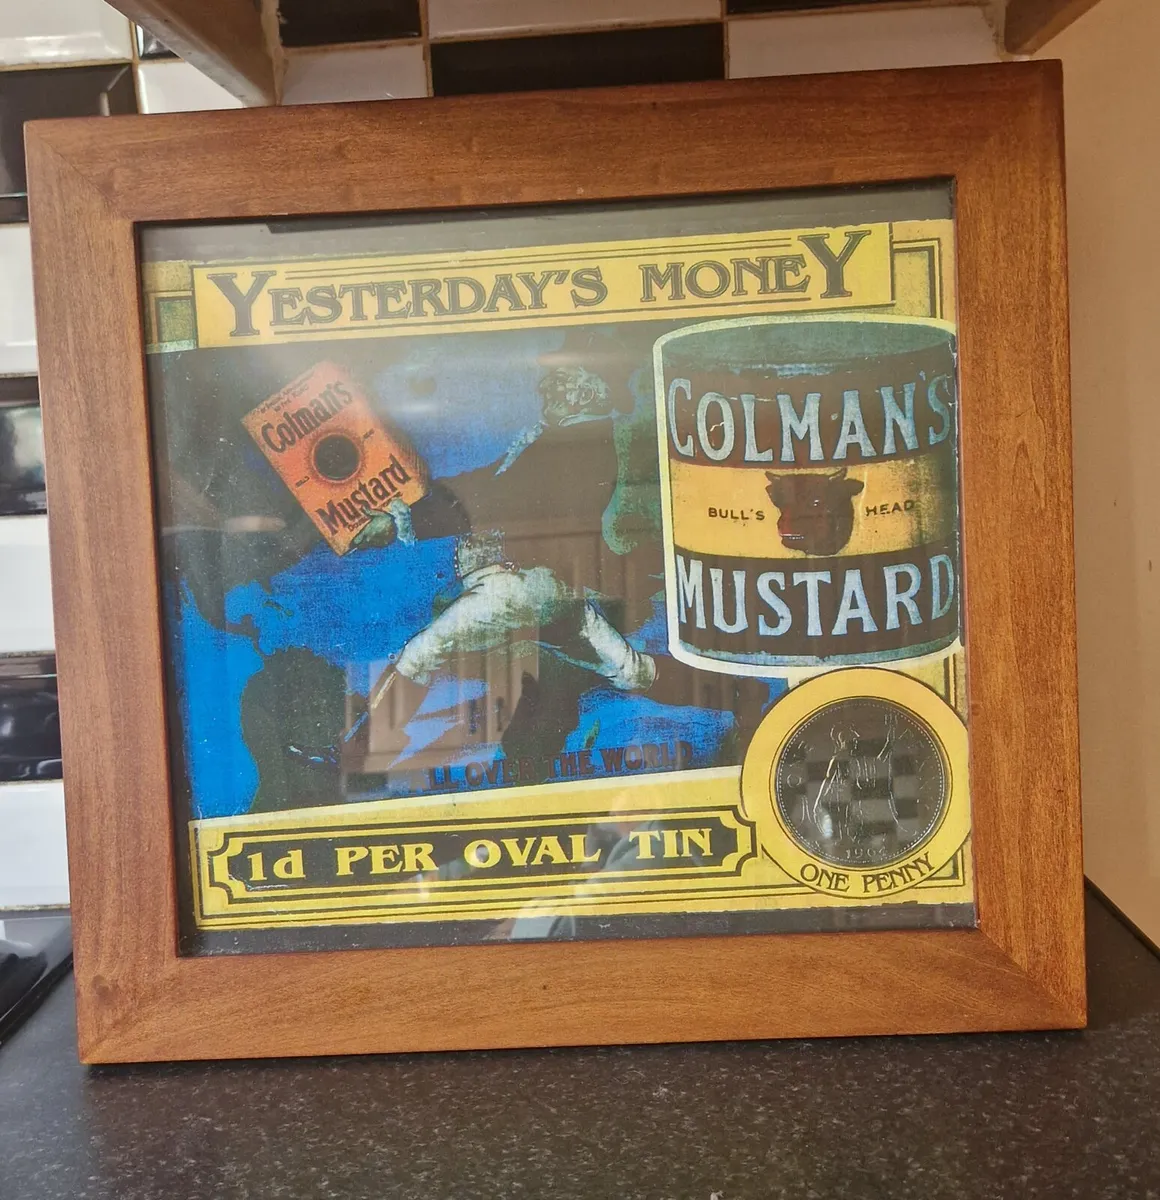 YESTERDAY'S MONEY
Colman's
Mustard
COLMAN'S
BULL'S HEAD
MUSTARD
ALL OVER THE WORLD
1d PER OVAL TIN
ONE PENNY